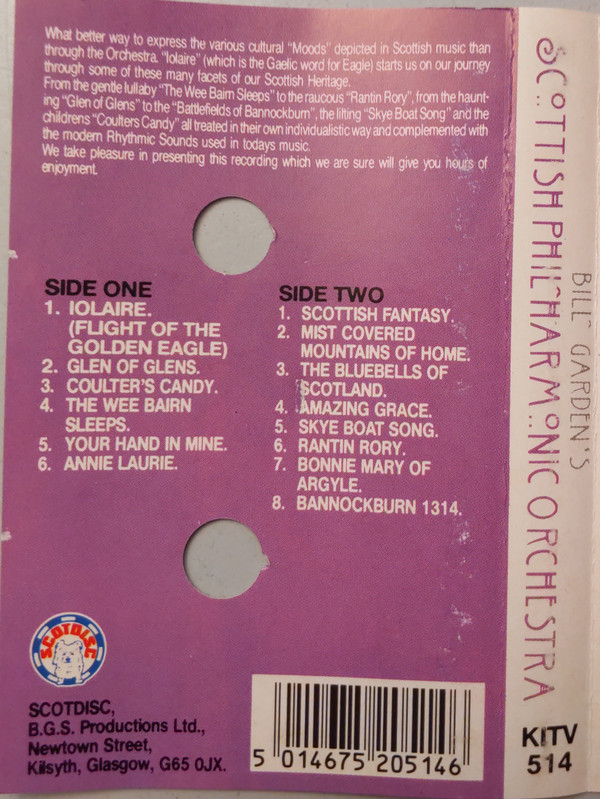 What better way to express the various cultural "Moods" depicted in Scottish music than
through the Orchestra. "Iolaire" (which is the Gaelic word for Eagle) starts us on our journey
through some of these many facets of our Scottish Heritage.
From the gentle lullaby "The Wee Bairn Sleeps" to the raucous "Rantin Rory", from the haunt-
ing "Glen of Glens" to the "Battlefields of Bannockburn", the lilting "Skye Boat Song" and the
childrens "Coulters Candy" all treated in their own individualistic way and complemented with
the modern Rhythmic Sounds used in todays music.
We take pleasure in presenting this recording which we are sure will give you hours of
enjoyment.
SIDE ONE
1. IOLAIRE.
(FLIGHT OF THE
GOLDEN EAGLE)
2. GLEN OF GLENS.
3. COULTER'S CANDY.
4. THE WEE BAIRN
SLEEPS.
5. YOUR HAND IN MINE.
6. ANNIE LAURIE.
SIDE TWO
1. SCOTTISH FANTASY.
2. MIST COVERED
MOUNTAINS OF HOME.
3. THE BLUEBELLS OF
SCOTLAND.
4. AMAZING GRACE.
5. SKYE BOAT SONG.
6. RANTIN RORY.
7. BONNIE MARY OF
ARGYLE.
8. BANNOCKBURN 1314.
SCOTDISC
SCOTDISC,
B.G.S. Productions Ltd.,
Newtown Street,
Kilsyth, Glasgow, G65 0JX.
5 014675 205146
BILL GARDEN'S
SCOTTISH PHILHARMONIC ORCHESTRA
KITV
514